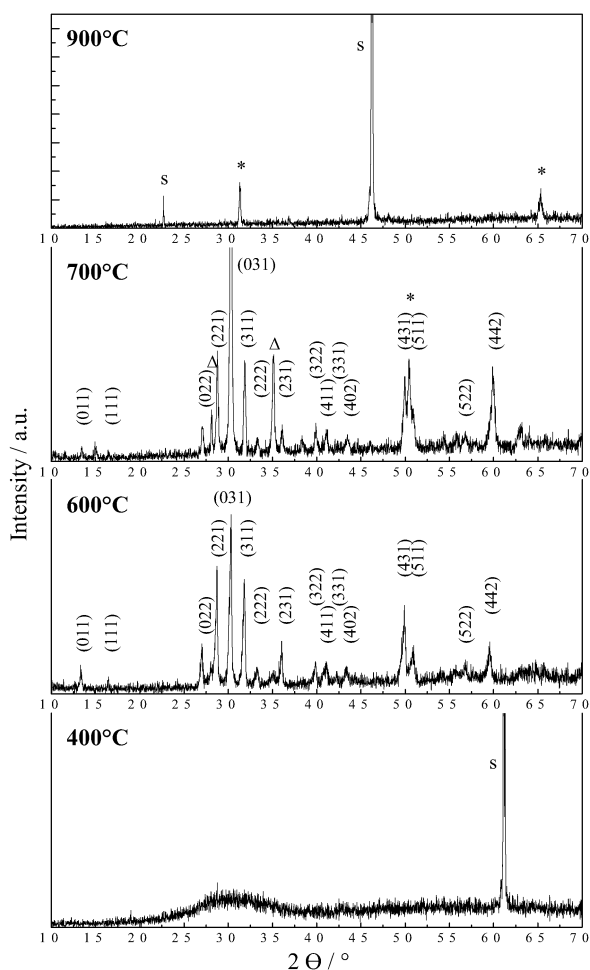 900°C
s
s
*
*
10 15 20 25 30 35 40 45 50 55 60 65 70
700°C
(031)
*
Δ
Δ
(011)
(111)
(022)
(221)
(311)
(222)
(231)
(322)
(411)
(331)
(402)
(431)
(511)
(522)
(442)
10 15 20 25 30 35 40 45 50 55 60 65 70
Intensity / a.u.
600°C
(031)
(011)
(111)
(022)
(221)
(311)
(222)
(231)
(322)
(411)
(331)
(402)
(431)
(511)
(522)
(442)
10 15 20 25 30 35 40 45 50 55 60 65 70
400°C
s
10 15 20 25 30 35 40 45 50 55 60 65 70
2 Θ / °